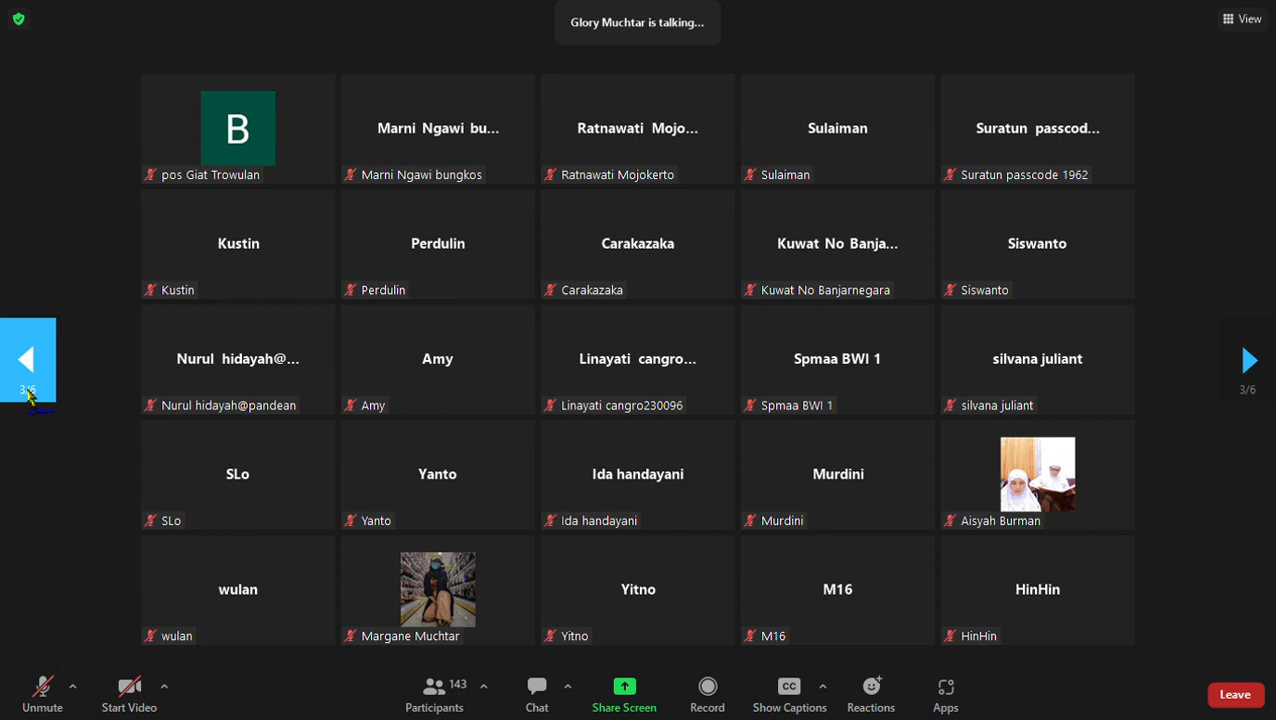 Glory Muchtar is talking...
View
B
pos Giat Trowulan
Marni Ngawi bu...
Marni Ngawi bungkos
Ratnawati Mojo...
Ratnawati Mojokerto
Sulaiman
Sulaiman
Suratun passcod...
Suratun passcode 1962
Kustin
Kustin
Perdulin
Perdulin
Carakazaka
Carakazaka
Kuwat No Banja...
Kuwat No Banjarnegara
Siswanto
Siswanto
3/6
Nurul hidayah@...
Nurul hidayah@pandean
Amy
Amy
Linayati cangro...
Linayati cangro230096
Spmaa BWI 1
Spmaa BWI 1
silvana juliant
silvana juliant
3/6
SLo
SLo
Yanto
Yanto
Ida handayani
Ida handayani
Murdini
Murdini
Aisyah Burman
wulan
wulan
Margane Muchtar
Yitno
Yitno
M16
M16
HinHin
HinHin
Unmute
Start Video
Participants
143
Chat
Share Screen
Record
CC
Show Captions
Reactions
Apps
Leave